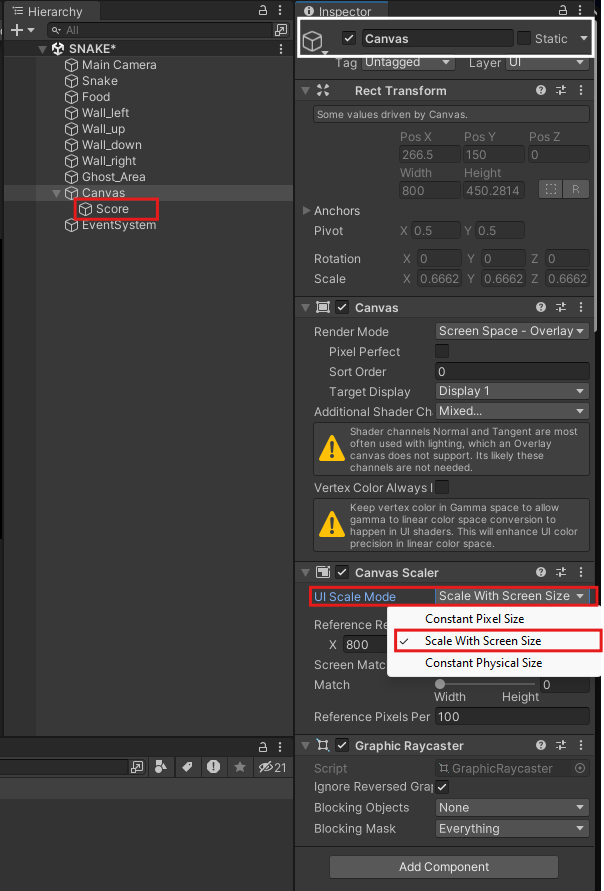 Hierarchy
All
SNAKE*
Main Camera
Snake
Food
Wall_left
Wall_up
Wall_down
Wall_right
Ghost_Area
Canvas
Score
EventSystem
21
Inspector
Canvas
Static
Tag Untagged Layer UI
Rect Transform
Some values driven by Canvas.
Pos X Pos Y Pos Z
266.5 150 0
Width Height
800 450.2814 R
Anchors
Pivot X 0.5 Y 0.5
Rotation X 0 Y 0 Z 0
Scale X 0.6662 Y 0.6662 Z 0.6662
Canvas
Render Mode Screen Space - Overlay
Pixel Perfect
Sort Order 0
Target Display Display 1
Additional Shader Ch Mixed...
Shader channels Normal and Tangent are most
often used with lighting, which an Overlay
canvas does not support. Its likely these
channels are not needed.
Vertex Color Always I
Keep vertex color in Gamma space to allow
gamma to linear color space conversion to
happen in UI shaders. This will enhance UI color
precision in linear color space.
Canvas Scaler
UI Scale Mode Scale With Screen Size
Constant Pixel Size
Scale With Screen Size
Constant Physical Size
Reference Re
X 800
Screen Matc
Match 0
Width Height
Reference Pixels Per 100
Graphic Raycaster
Script GraphicRaycaster
Ignore Reversed Grap
Blocking Objects None
Blocking Mask Everything
Add Component